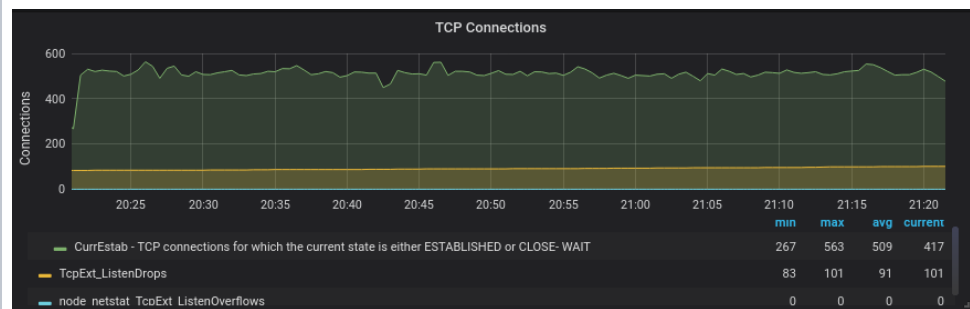 TCP Connections
600
400
200
0
Connections
20:25 20:30 20:35 20:40 20:45 20:50 20:55 21:00 21:05 21:10 21:15 21:20
min max avg current
CurrEstab - TCP connections for which the current state is either ESTABLISHED or CLOSE- WAIT 267 563 509 417
TcpExt_ListenDrops 83 101 91 101
node_netstat_TcpExt_ListenOverflows 0 0 0 0